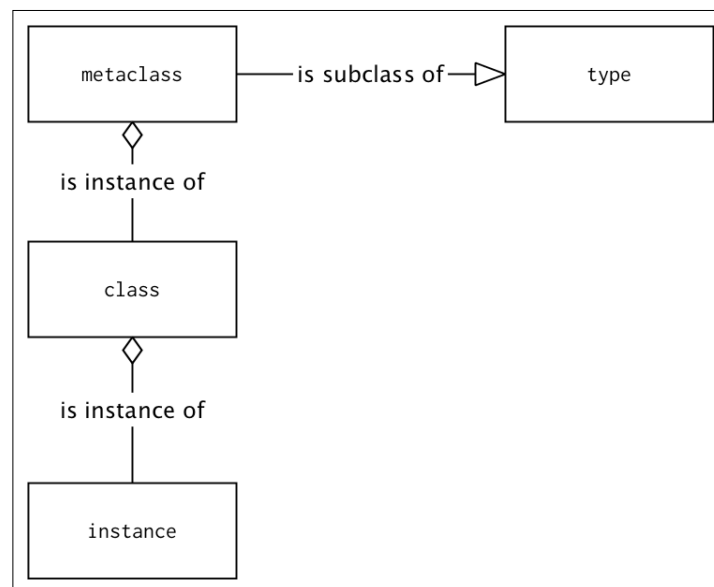 metaclass
is subclass of
type
is instance of
class
is instance of
instance